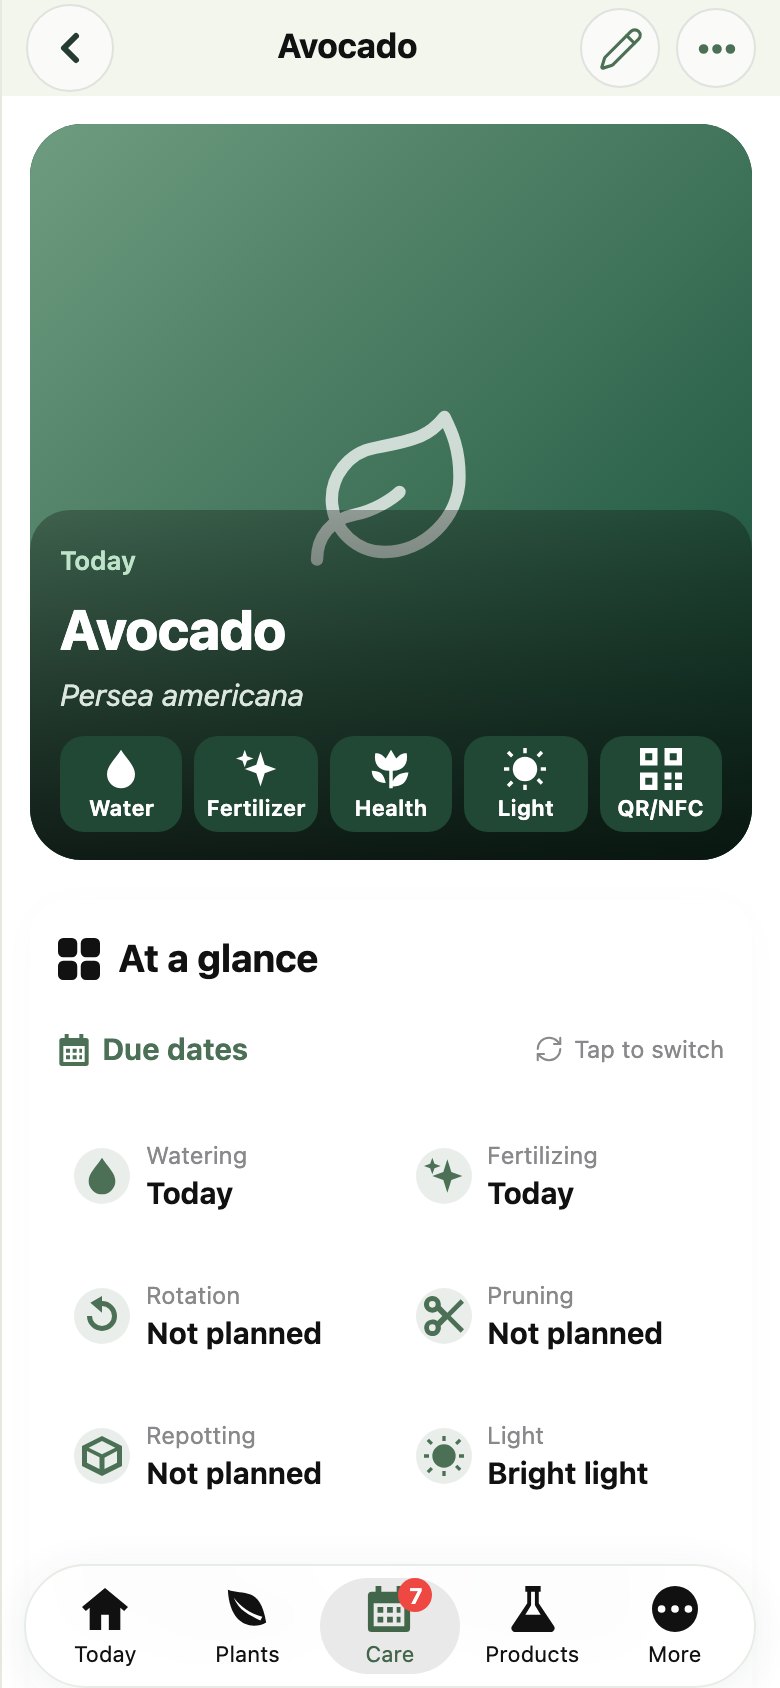 Avocado
Today
Avocado
Persea americana
Water
Fertilizer
Health
Light
QR/NFC
At a glance
Due dates
Tap to switch
Watering
Today
Fertilizing
Today
Rotation
Not planned
Pruning
Not planned
Repotting
Not planned
Light
Bright light
7
Today
Plants
Care
Products
More